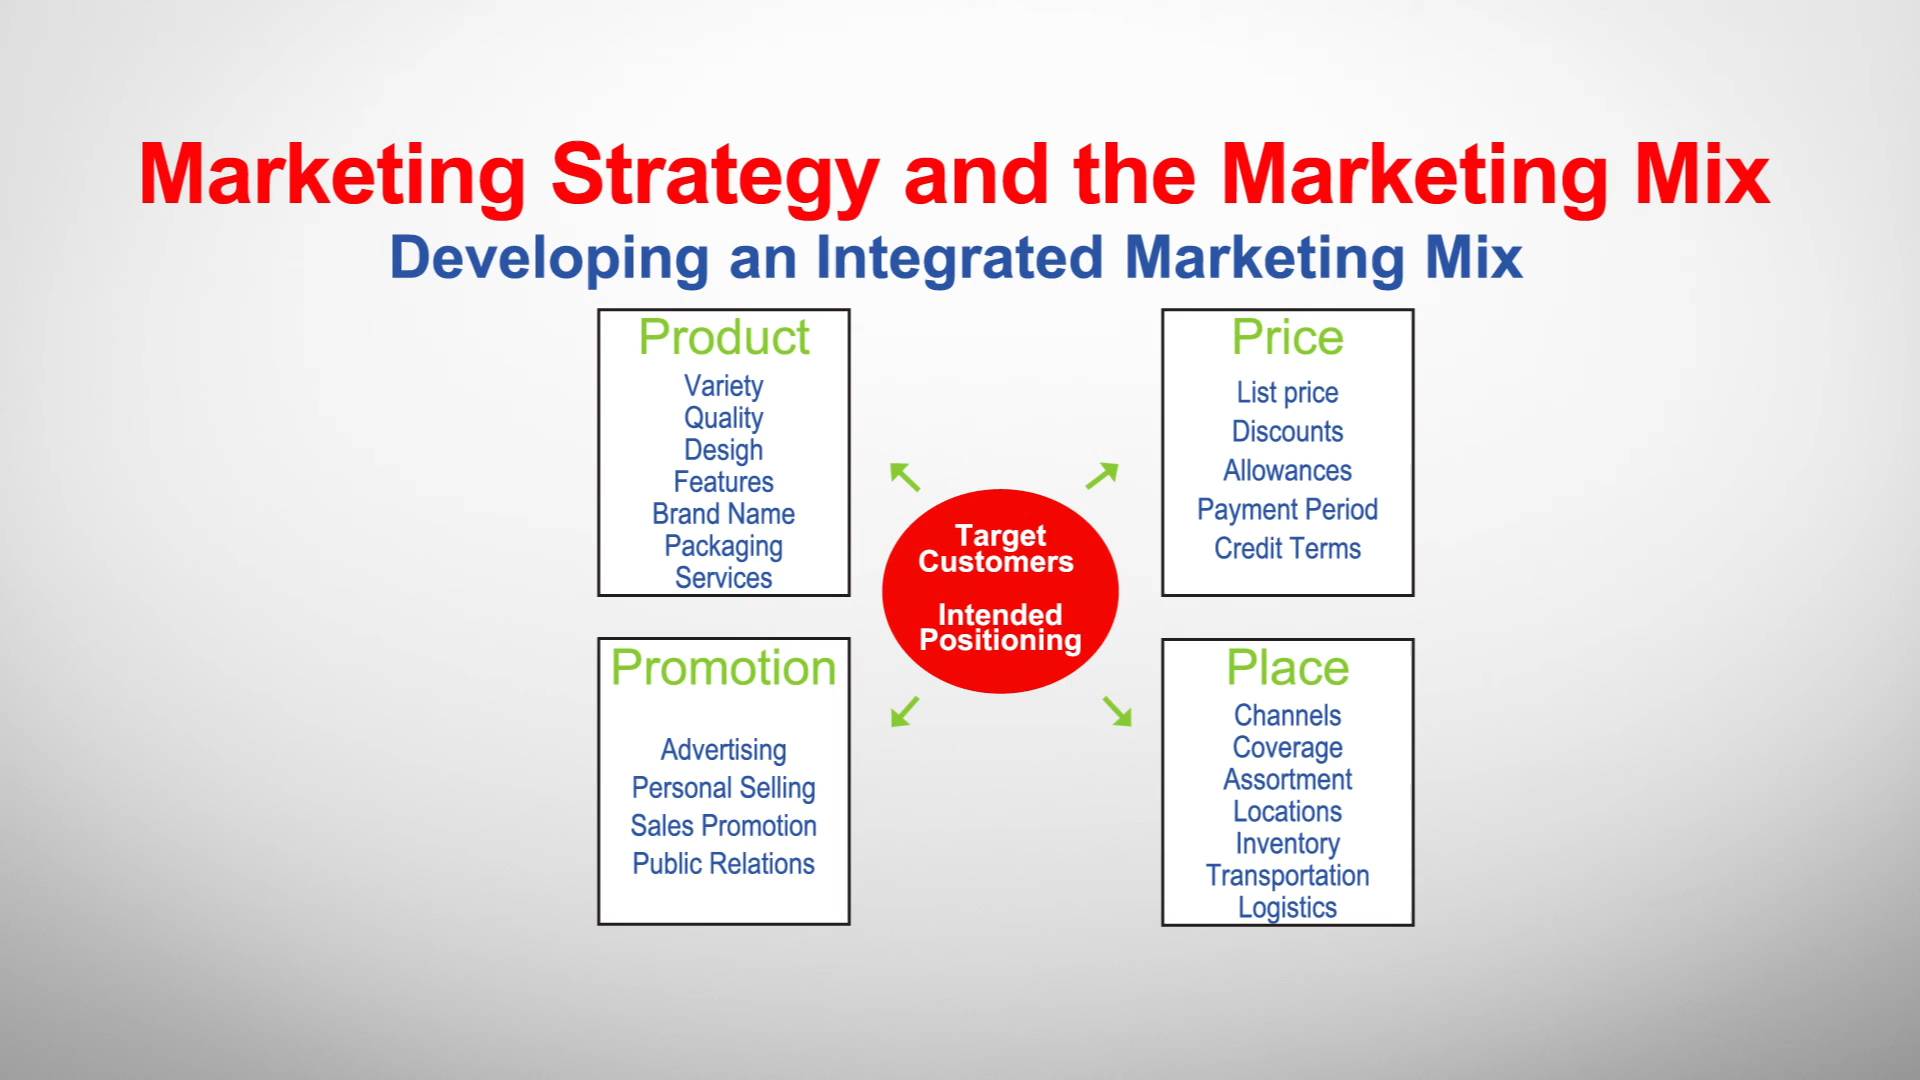 Marketing Strategy and the Marketing Mix
Developing an Integrated Marketing Mix
Product
Variety
Quality
Desigh
Features
Brand Name
Packaging
Services
Price
List price
Discounts
Allowances
Payment Period
Credit Terms
Target
Customers
Intended
Positioning
Promotion
Advertising
Personal Selling
Sales Promotion
Public Relations
Place
Channels
Coverage
Assortment
Locations
Inventory
Transportation
Logistics